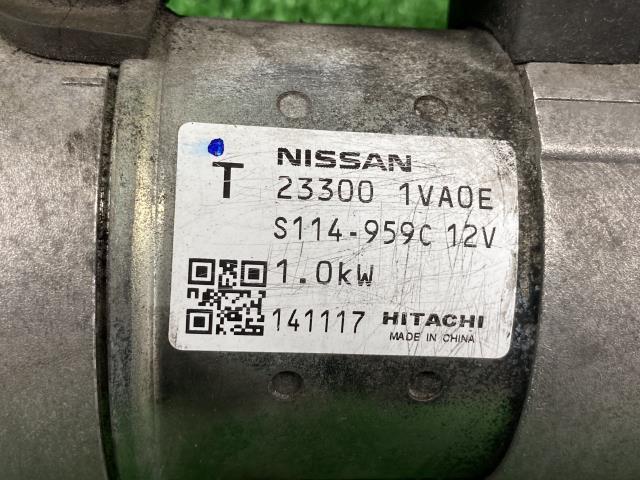 NISSAN
T 23300 1VA0E
S114-959C 12V
1.0kW
141117 HITACHI
MADE IN CHINA